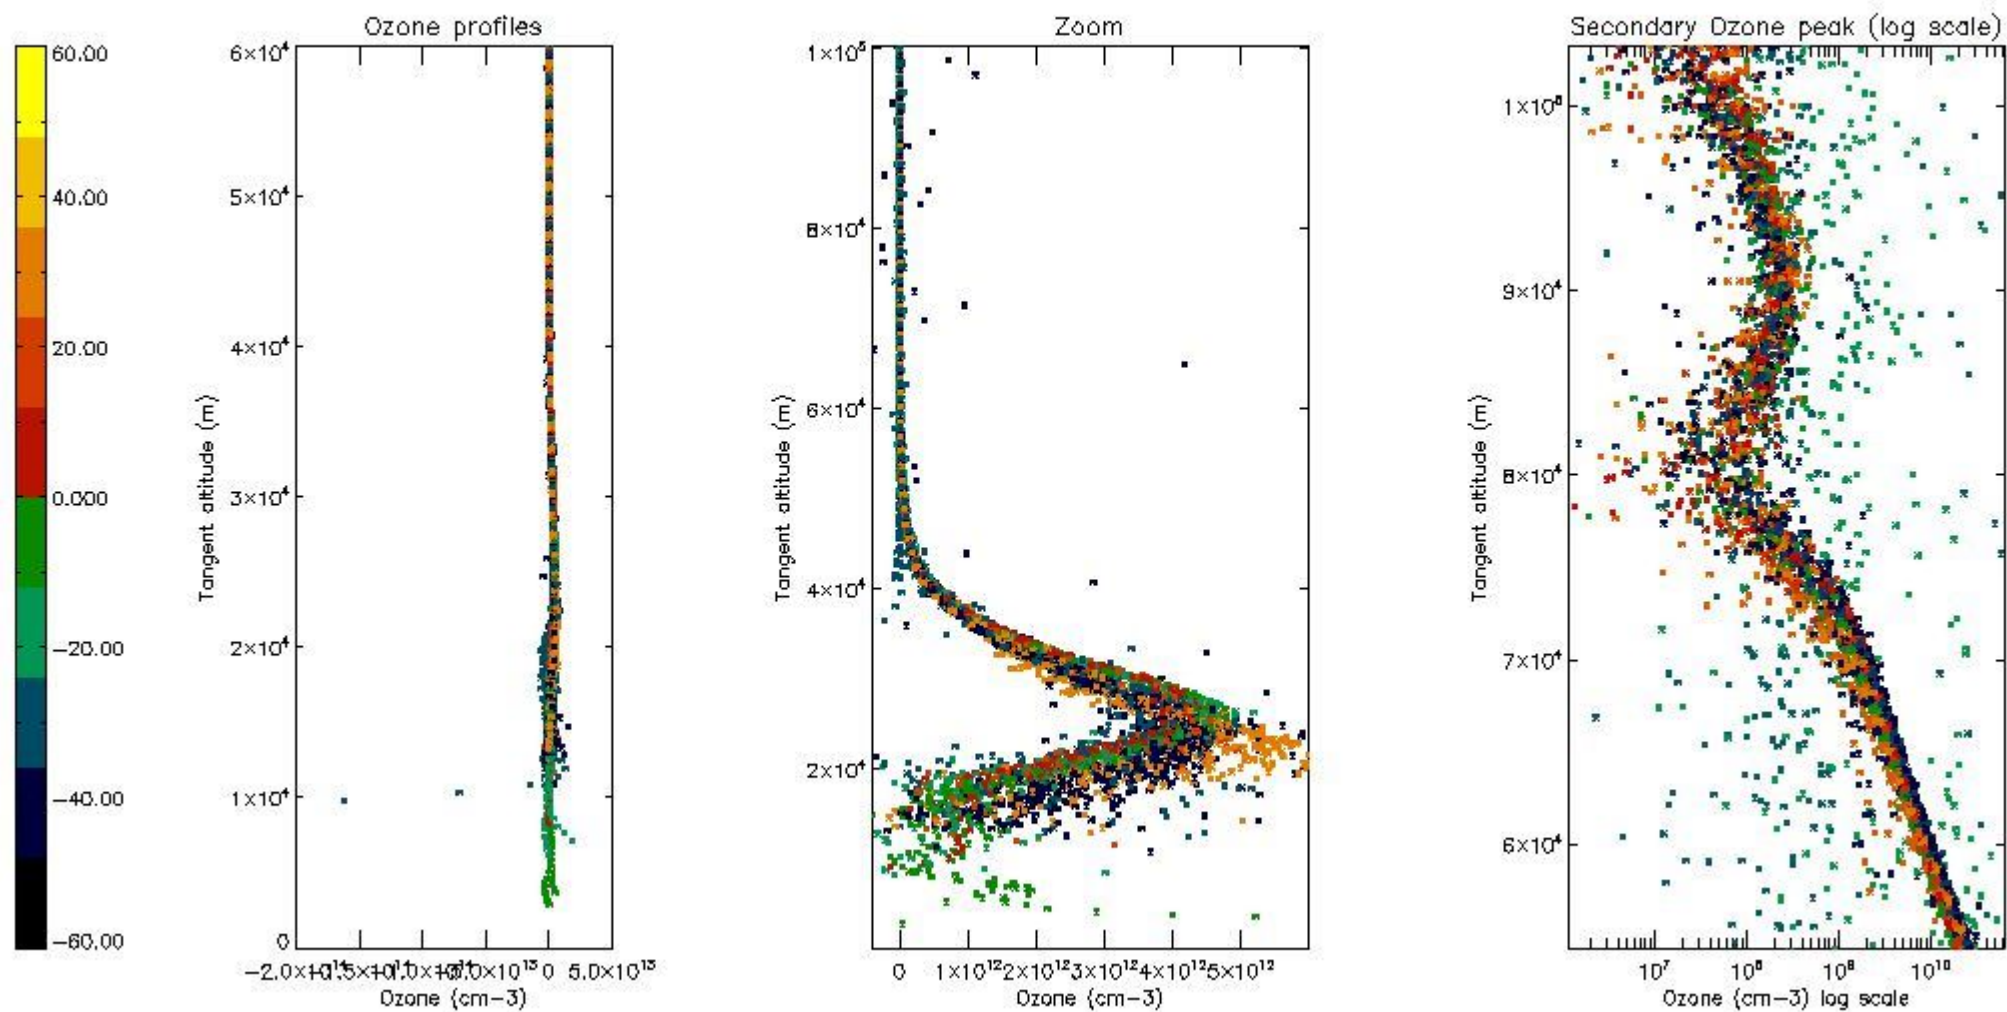 Ozone profiles
Zoom
Secondary Ozone peak (log scale)
60.00
40.00
20.00
0.000
−20.00
−40.00
−60.00
6×10⁴
5×10⁴
4×10⁴
3×10⁴
2×10⁴
1×10⁴
0
Tangent altitude (m)
0 5.0×10¹³
Ozone (cm−3)
1×10⁵
8×10⁴
6×10⁴
4×10⁴
2×10⁴
Tangent altitude (m)
0 1×10¹² 2×10¹² 3×10¹² 4×10¹² 5×10¹²
Ozone (cm−3)
9×10⁴
8×10⁴
7×10⁴
6×10⁴
Tangent altitude (m)
10⁷ 10⁸ 10⁹ 10¹⁰
Ozone (cm−3) log scale